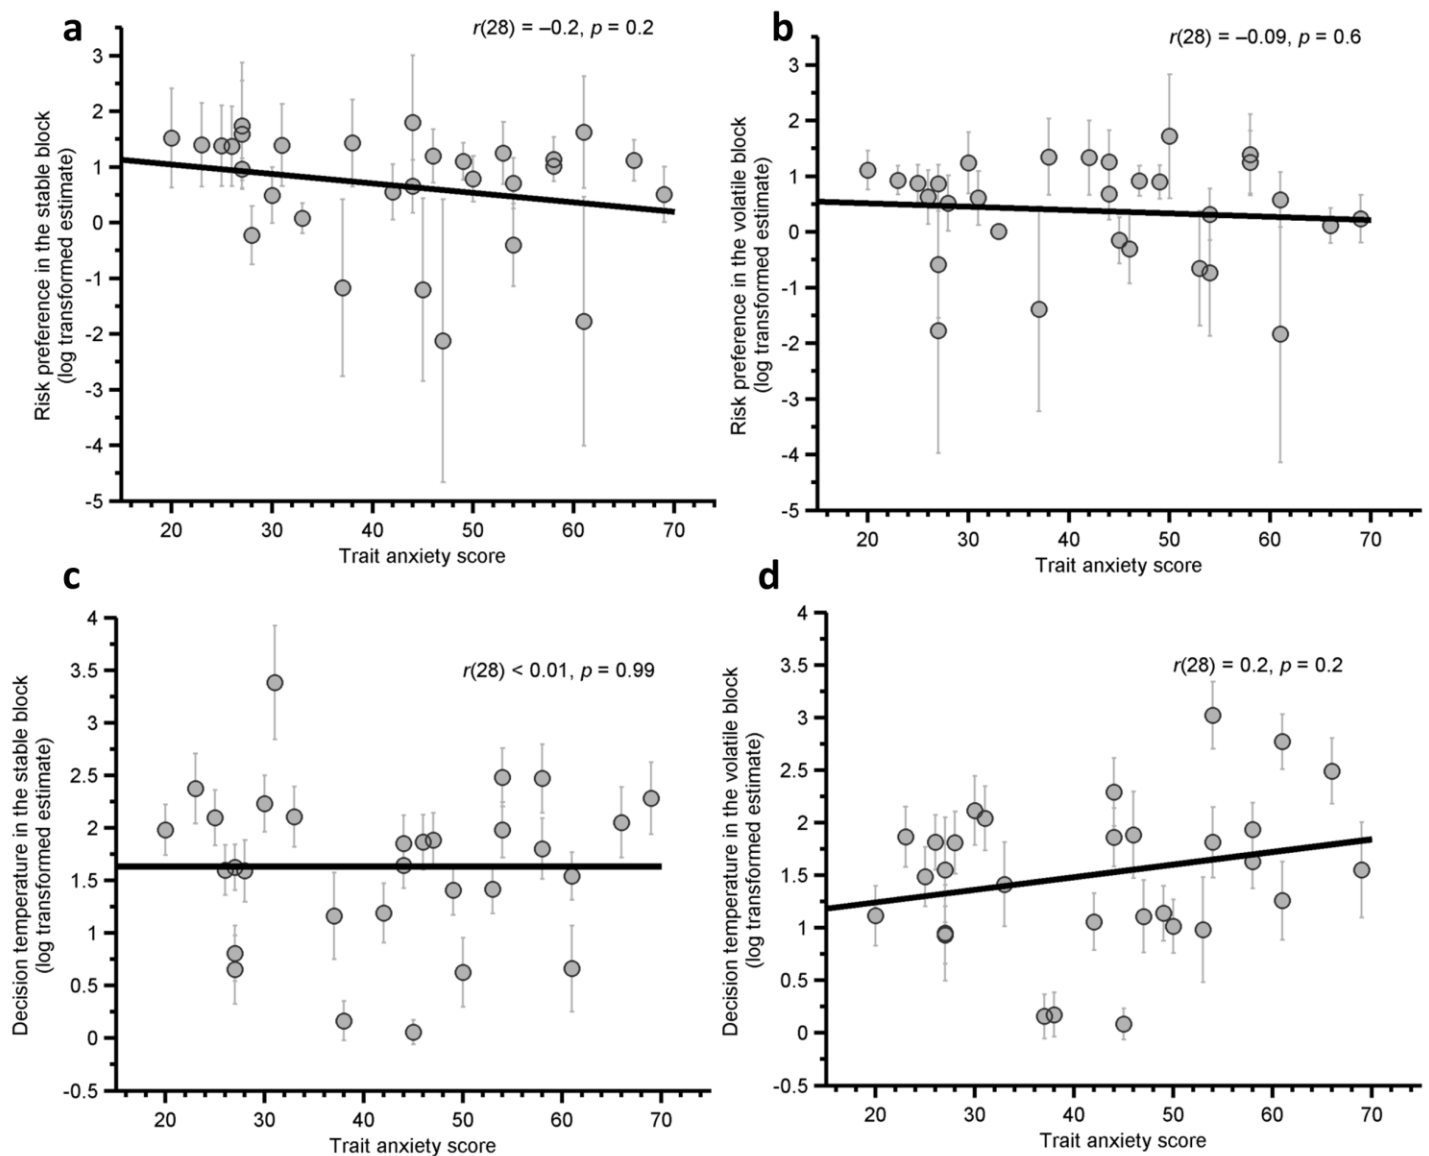 a
r(28) = –0.2, p = 0.2
Risk preference in the stable block
(log transformed estimate)
3
2
1
0
-1
-2
-3
-4
-5
20 30 40 50 60 70
Trait anxiety score
b
r(28) = –0.09, p = 0.6
Risk preference in the volatile block
(log transformed estimate)
3
2
1
0
-1
-2
-3
-4
-5
20 30 40 50 60 70
Trait anxiety score
c
r(28) < 0.01, p = 0.99
Decision temperature in the stable block
(log transformed estimate)
4
3.5
3
2.5
2
1.5
1
0.5
0
-0.5
20 30 40 50 60 70
Trait anxiety score
d
r(28) = 0.2, p = 0.2
Decision temperature in the volatile block
(log transformed estimate)
4
3.5
3
2.5
2
1.5
1
0.5
0
-0.5
20 30 40 50 60 70
Trait anxiety score